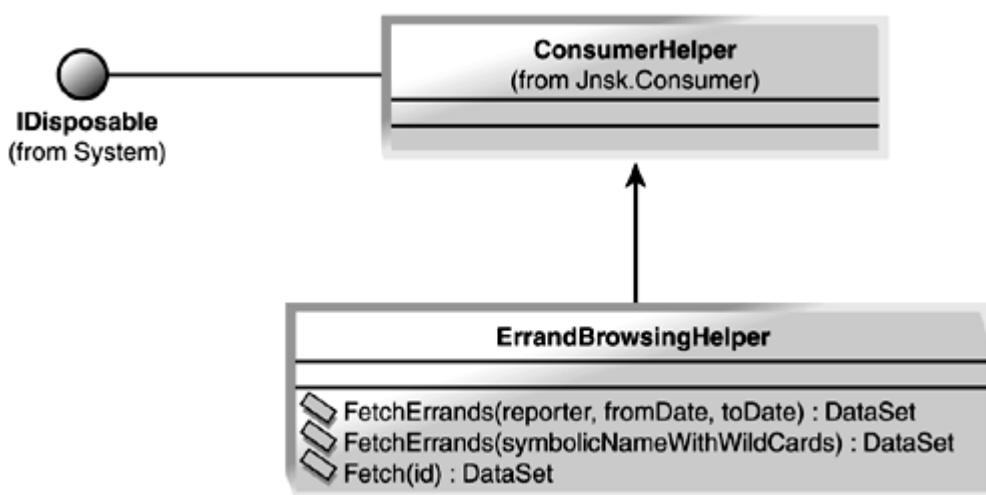 ConsumerHelper
(from Jnsk.Consumer)
IDisposable
(from System)
ErrandBrowsingHelper
FetchErrands(reporter, fromDate, toDate) : DataSet
FetchErrands(symbolicNameWithWildCards) : DataSet
Fetch(id) : DataSet